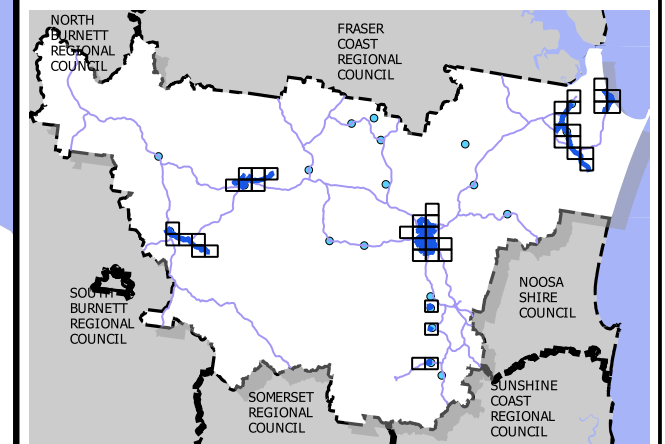 NORTH
BURNETT
REGIONAL
COUNCIL
FRASER
COAST
REGIONAL
COUNCIL
NOOSA
SHIRE
COUNCIL
SOUTH
BURNETT
REGIONAL
COUNCIL
SOMERSET
REGIONAL
COUNCIL
SUNSHINE
COAST
REGIONAL
COUNCIL